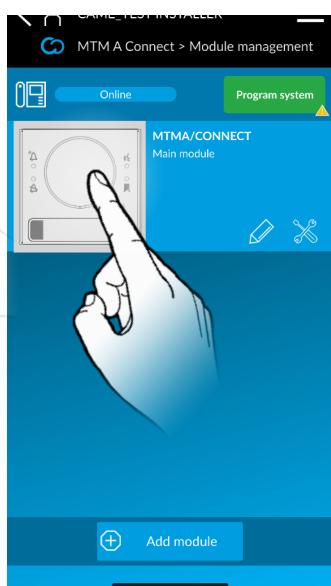 CAME_TEST INSTALLER
MTM A Connect > Module management
Online
Program system
MTMA/CONNECT
Main module
Add module